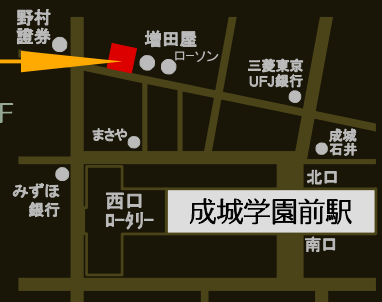 野村
證券
増田屋
ローソン
三菱東京
UFJ銀行
F
まさや
成城
石井
みずほ
銀行
西口
ロータリー
北口
成城学園前駅
南口